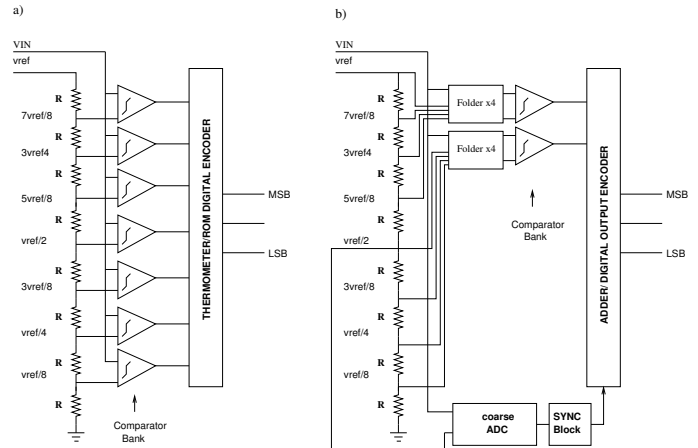 a)
VIN
vref
R
7vref/8
R
3vref4
R
5vref/8
R
vref/2
R
3vref/8
R
vref/4
R
vref/8
R
THERMOMETER/ROM DIGITAL ENCODER
MSB
LSB
Comparator
Bank
b)
VIN
vref
R
7vref/8
R
3vref4
R
5vref/8
R
vref/2
R
3vref/8
R
vref/4
R
vref/8
R
Folder x4
Folder x4
Comparator
Bank
ADDER/ DIGITAL OUTPUT ENCODER
MSB
LSB
coarse
ADC
SYNC
Block